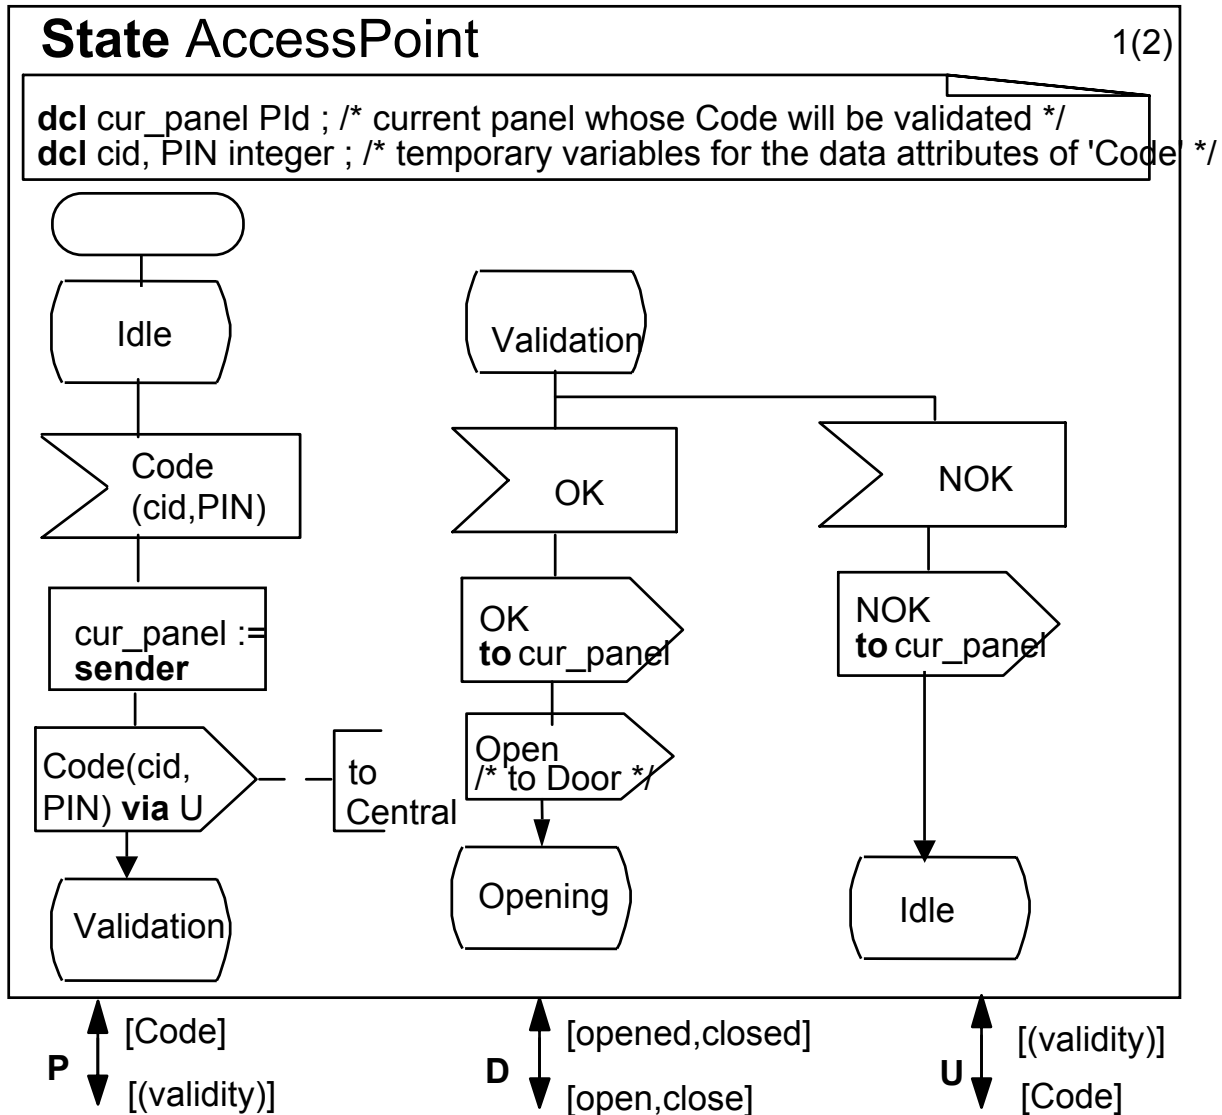 State AccessPoint
1(2)
dcl cur_panel PId ; /* current panel whose Code will be validated */
dcl cid, PIN integer ; /* temporary variables for the data attributes of 'Code' */
Idle
Code
(cid,PIN)
cur_panel :=
sender
Code(cid,
PIN) via U
to
Central
Validation
Validation
OK
OK
to cur_panel
Open
/* to Door */
Opening
NOK
NOK
to cur_panel
Idle
P
[Code]
[(validity)]
D
[opened,closed]
[open,close]
U
[(validity)]
[Code]